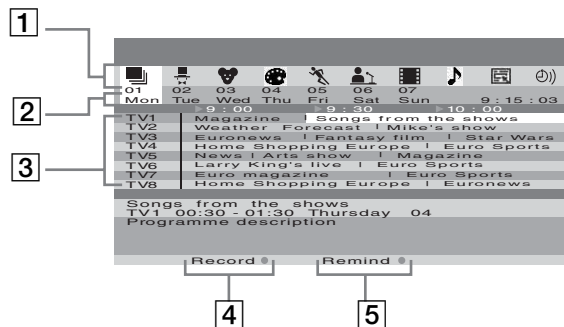 1
01 02 03 04 05 06 07
2
Mon Tue Wed Thu Fri Sat Sun 9 : 15 : 03
9 : 00 9 : 30 10 : 00
TV1 Magazine Songs from the shows
TV2 Weather Forecast Mike's show
TV3 Euronews Fantasy film Star Wars
3
TV4 Home Shopping Europe Euro Sports
TV5 News Arts show Magazine
TV6 Larry King's live Euro Sports
TV7 Euro magazine Euro Sports
TV8 Home Shopping Europe Euronews
Songs from the shows
TV1 00:30 - 01:30 Thursday 04
Programme description
Record Remind
4 5